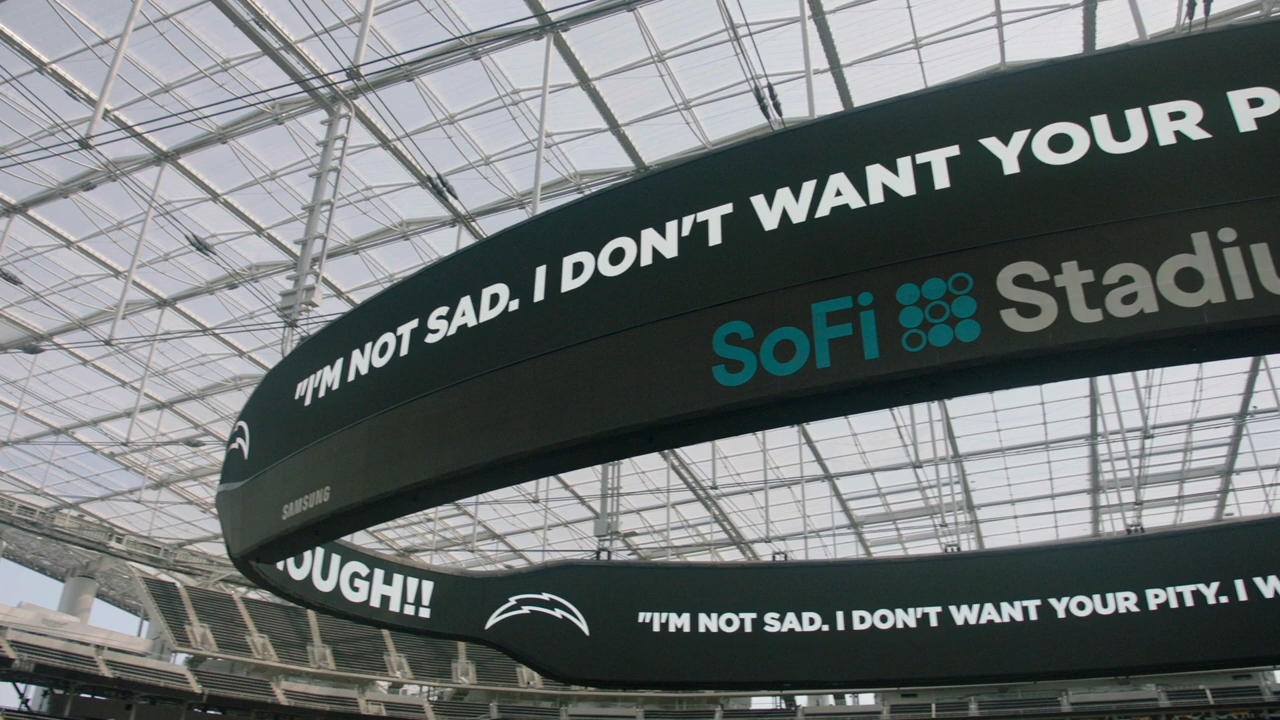 "I'M NOT SAD. I DON'T WANT YOUR P
SoFi Stadiu
SAMSUNG
OUGH!!
"I'M NOT SAD. I DON'T WANT YOUR PITY. I W